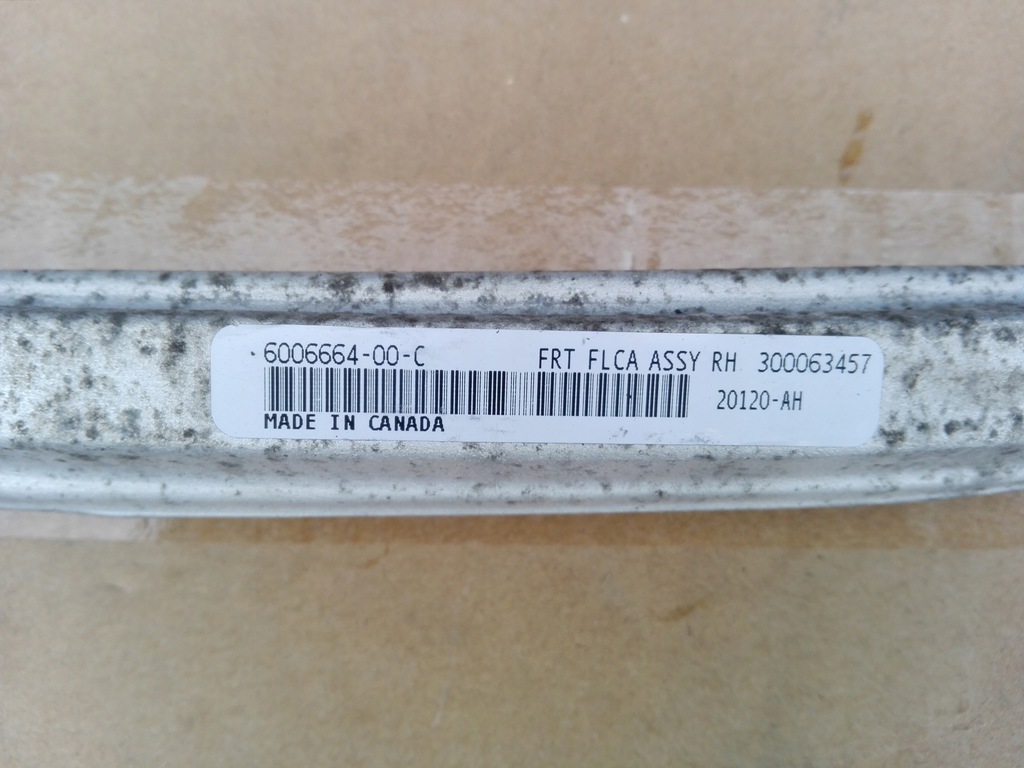 6006664-00-C FRT FLCA ASSY RH 300063457
20120-AH
MADE IN CANADA